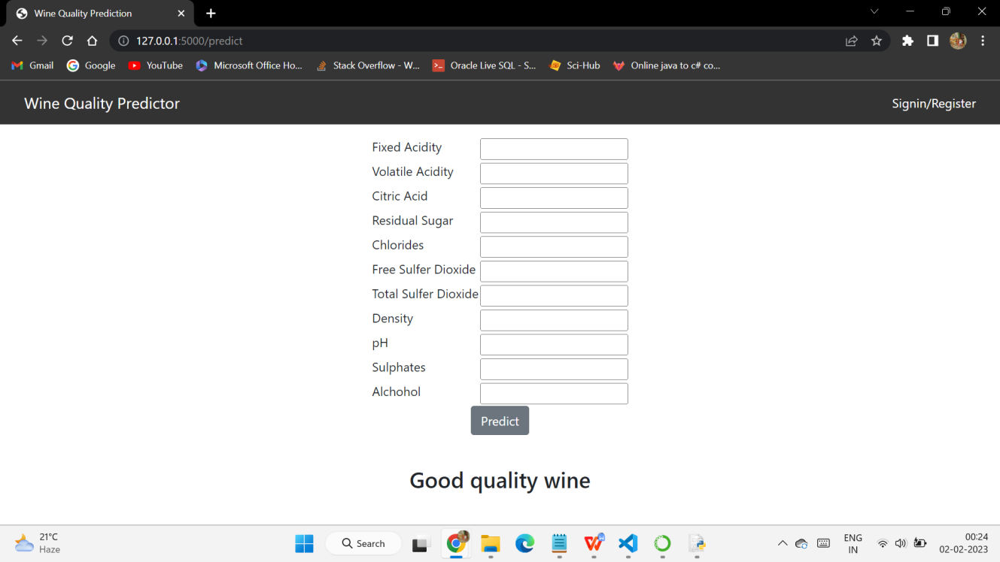 Wine Quality Prediction
127.0.0.1:5000/predict
Gmail Google YouTube Microsoft Office Ho... Stack Overflow - W... Oracle Live SQL - S... Sci-Hub Online java to c# co...
Wine Quality Predictor Signin/Register
Fixed Acidity
Volatile Acidity
Citric Acid
Residual Sugar
Chlorides
Free Sulfer Dioxide
Total Sulfer Dioxide
Density
pH
Sulphates
Alchohol
Predict
Good quality wine
21°C
Haze
Search
ENG
IN
00:24
02-02-2023